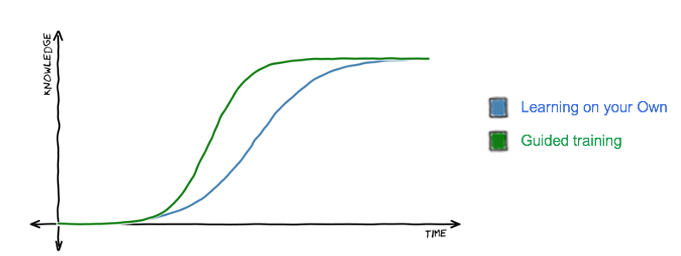 KNOWLEDGE
TIME
Learning on your Own
Guided training